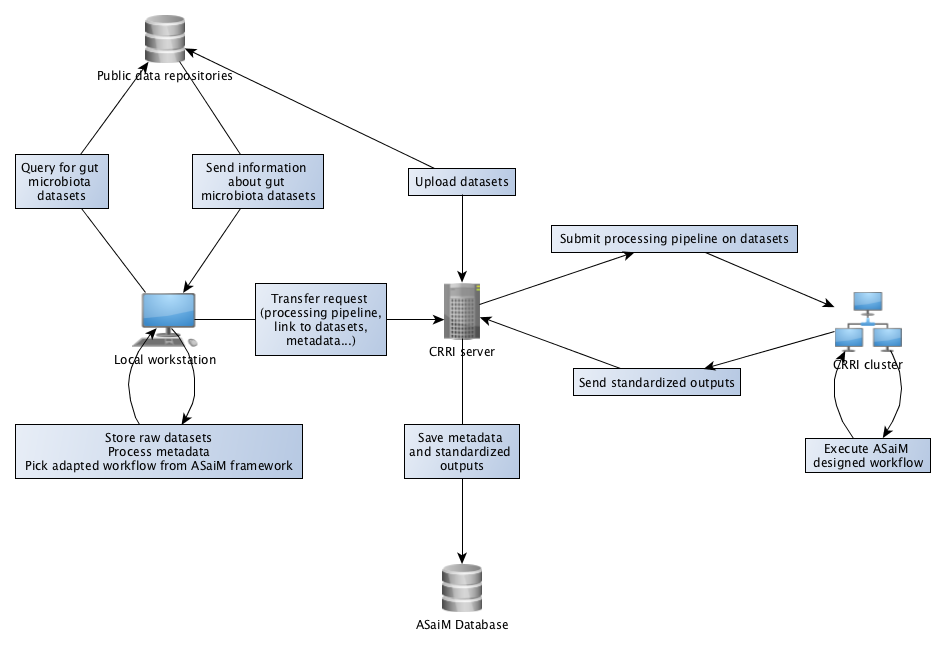 Public data repositories
Query for gut
microbiota
datasets
Send information
about gut
microbiota datasets
Upload datasets
Submit processing pipeline on datasets
Transfer request
(processing pipeline,
link to datasets,
metadata...)
Local workstation
CRRI server
CRRI cluster
Send standardized outputs
Store raw datasets
Process metadata
Pick adapted workflow from ASaiM framework
Save metadata
and standardized
outputs
Execute ASaiM
designed workflow
ASaiM Database